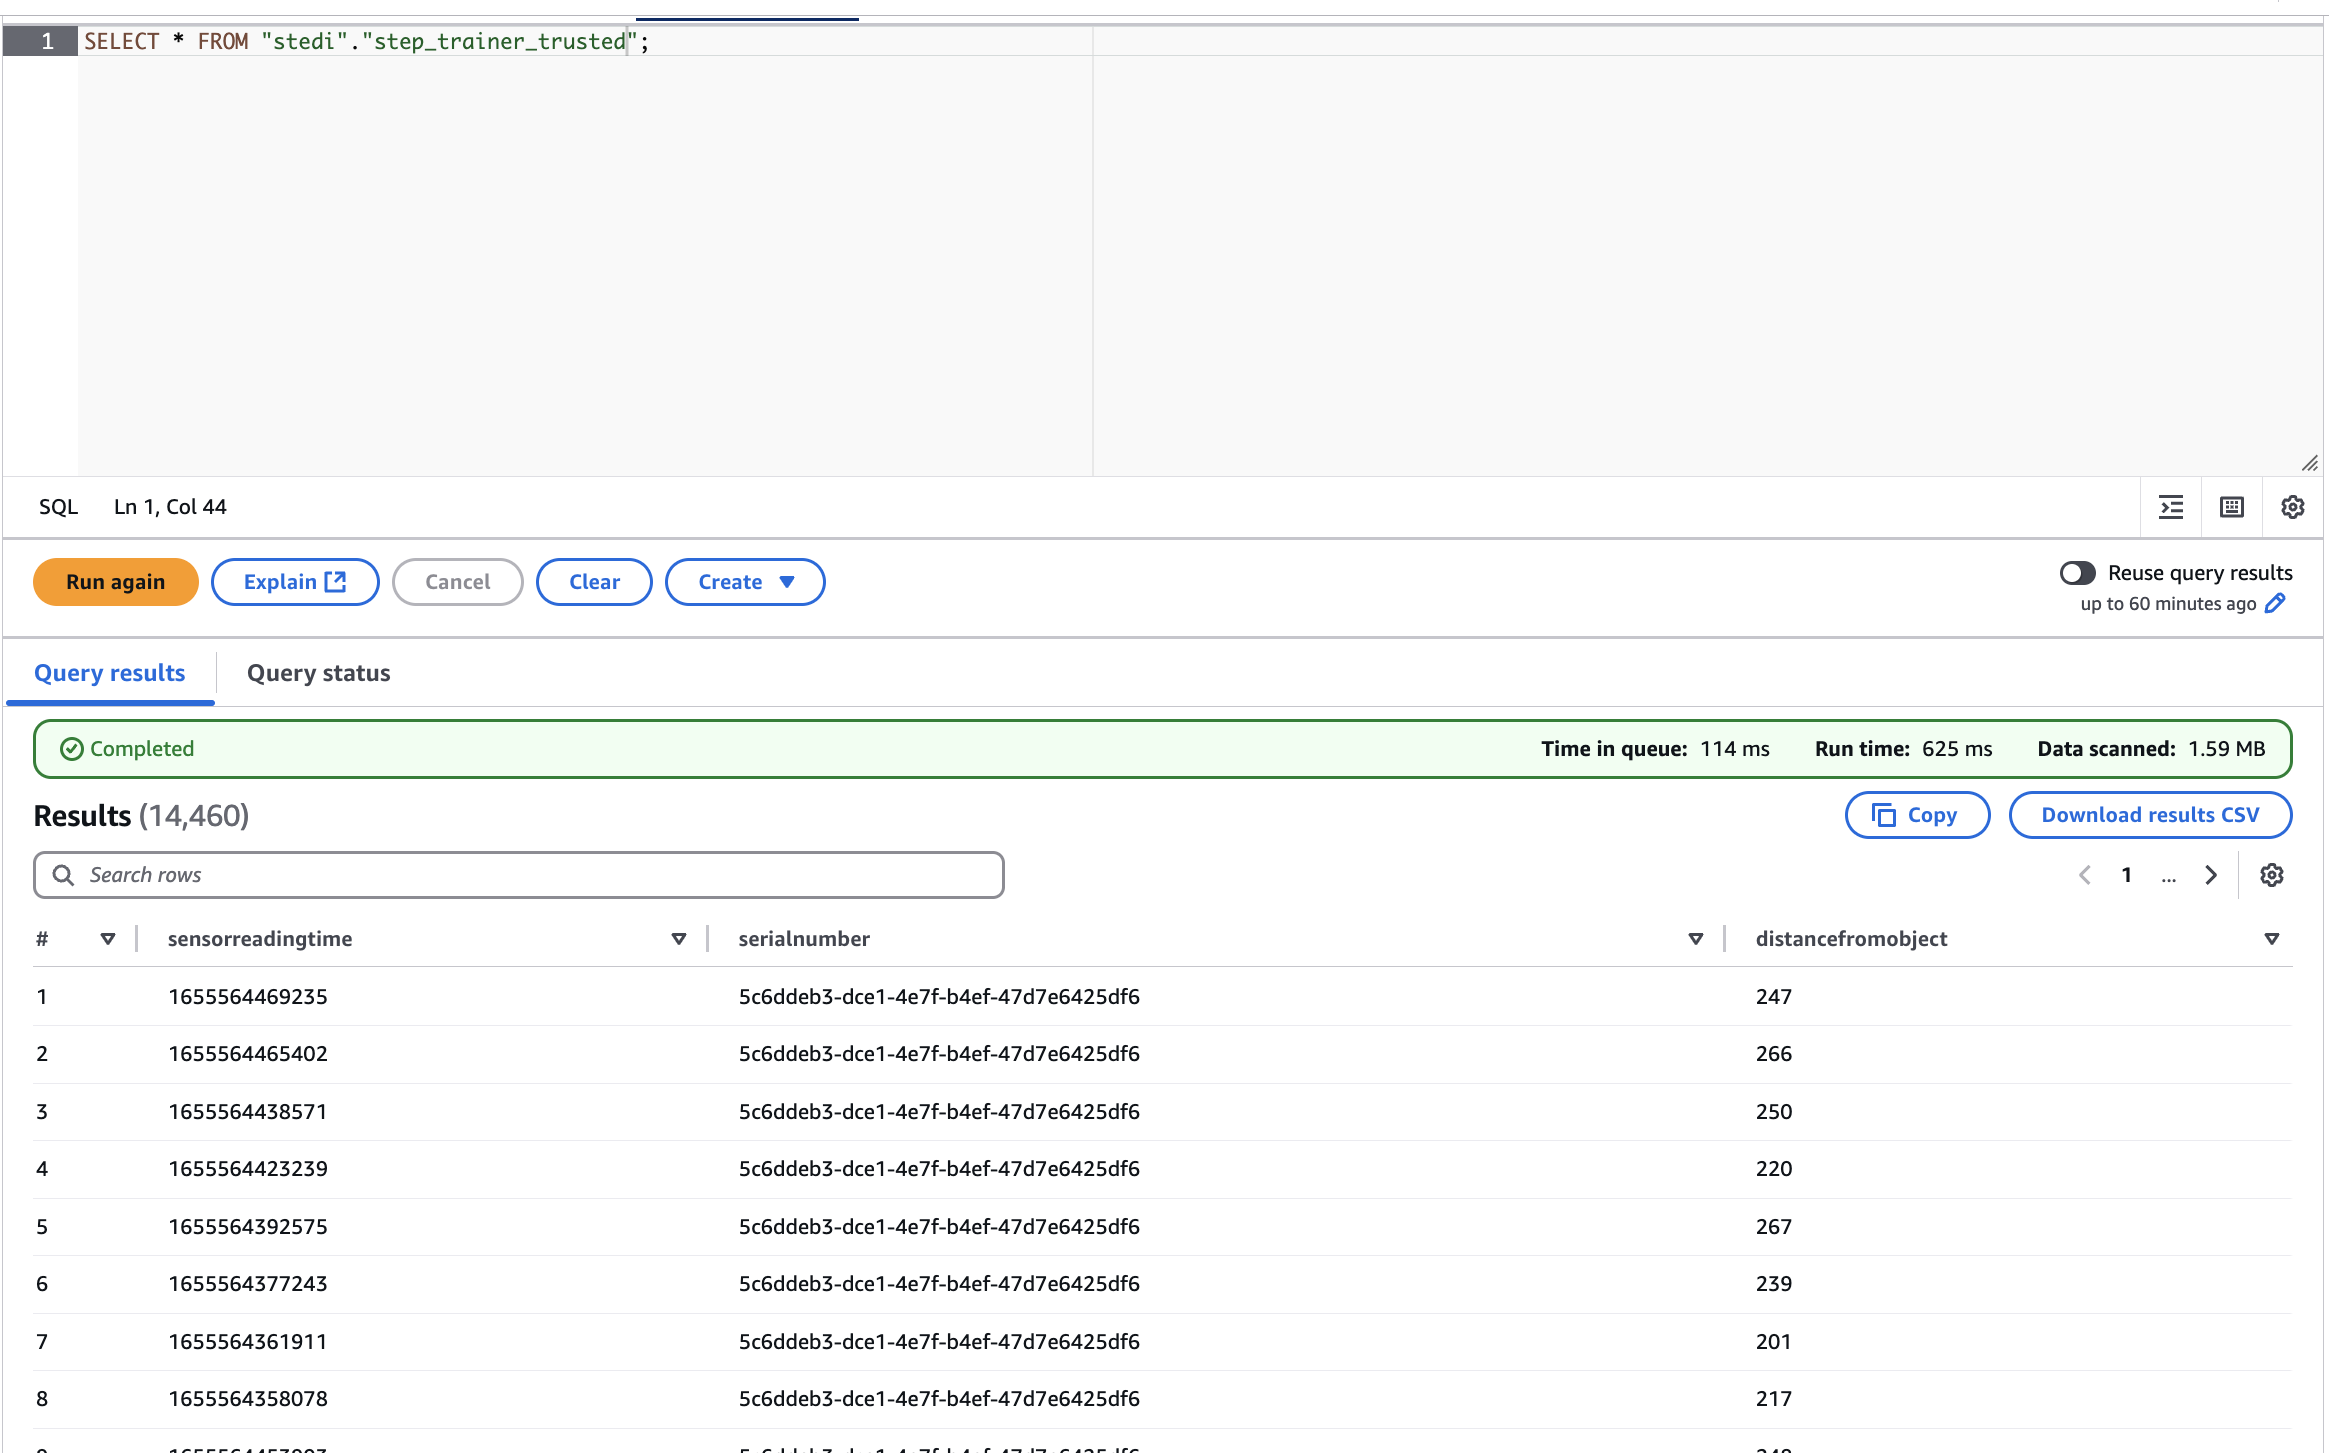 1 SELECT * FROM "stedi"."step_trainer_trusted";
SQL Ln 1, Col 44
Run again Explain Cancel Clear Create
Reuse query results
up to 60 minutes ago
Query results Query status
Completed Time in queue: 114 ms Run time: 625 ms Data scanned: 1.59 MB
Results (14,460) Copy Download results CSV
Search rows 1 ...
# sensorreadingtime serialnumber distancefromobject
1 1655564469235 5c6ddeb3-dce1-4e7f-b4ef-47d7e6425df6 247
2 1655564465402 5c6ddeb3-dce1-4e7f-b4ef-47d7e6425df6 266
3 1655564438571 5c6ddeb3-dce1-4e7f-b4ef-47d7e6425df6 250
4 1655564423239 5c6ddeb3-dce1-4e7f-b4ef-47d7e6425df6 220
5 1655564392575 5c6ddeb3-dce1-4e7f-b4ef-47d7e6425df6 267
6 1655564377243 5c6ddeb3-dce1-4e7f-b4ef-47d7e6425df6 239
7 1655564361911 5c6ddeb3-dce1-4e7f-b4ef-47d7e6425df6 201
8 1655564358078 5c6ddeb3-dce1-4e7f-b4ef-47d7e6425df6 217